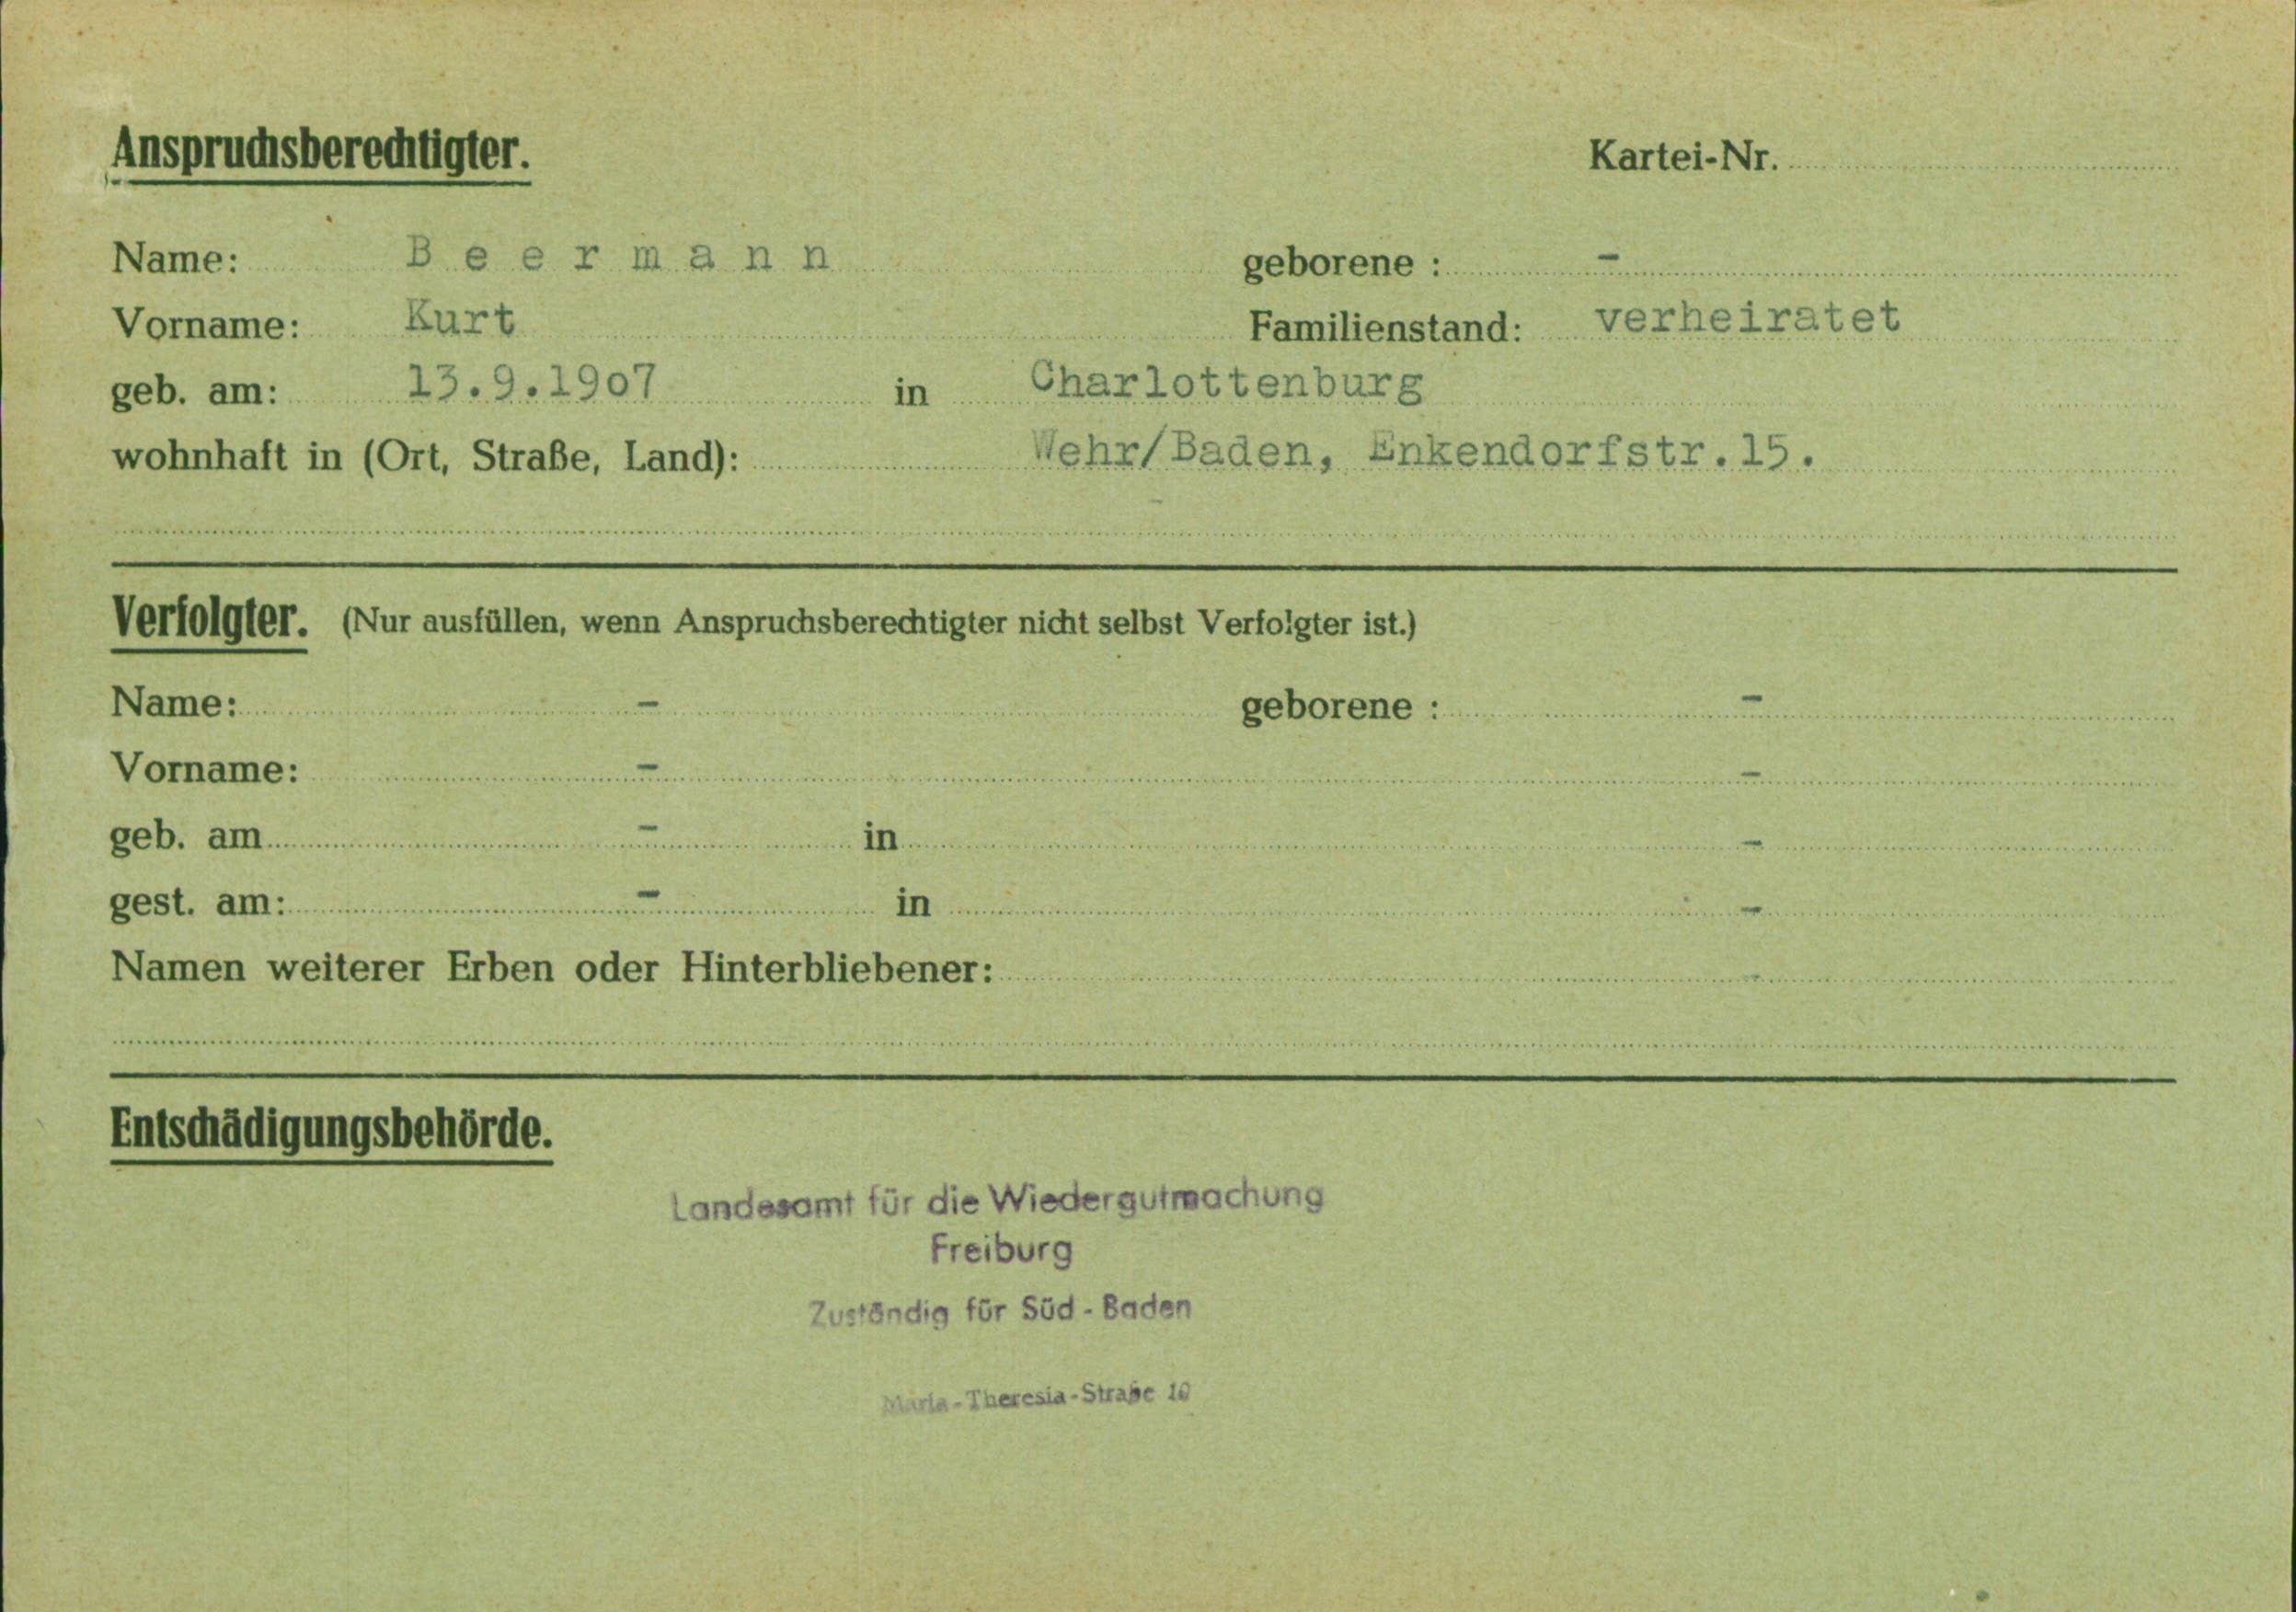 Anspruchsberechtigter.
Kartei-Nr.
Name: B e e r m a n n geborene : -
Vorname: Kurt Familienstand: verheiratet
geb. am: 13.9.19o7 in Charlottenburg
wohnhaft in (Ort, Straße, Land): Wehr/Baden, Enkendorfstr.15.
Verfolgter. (Nur ausfüllen, wenn Anspruchsberechtigter nicht selbst Verfolgter ist.)
Name: - geborene : -
Vorname: - -
geb. am - in -
gest. am: - in -
Namen weiterer Erben oder Hinterbliebener: -
Entschädigungsbehörde.
Landesamt für die Wiedergutmachung
Freiburg
Zuständig für Süd - Baden
Maria-Theresia-Straße 10